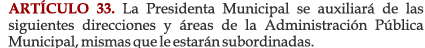 ARTÍCULO 33. La Presidenta Municipal se auxiliará de las
siguientes direcciones y áreas de la Administración Pública
Municipal, mismas que le estarán subordinadas.